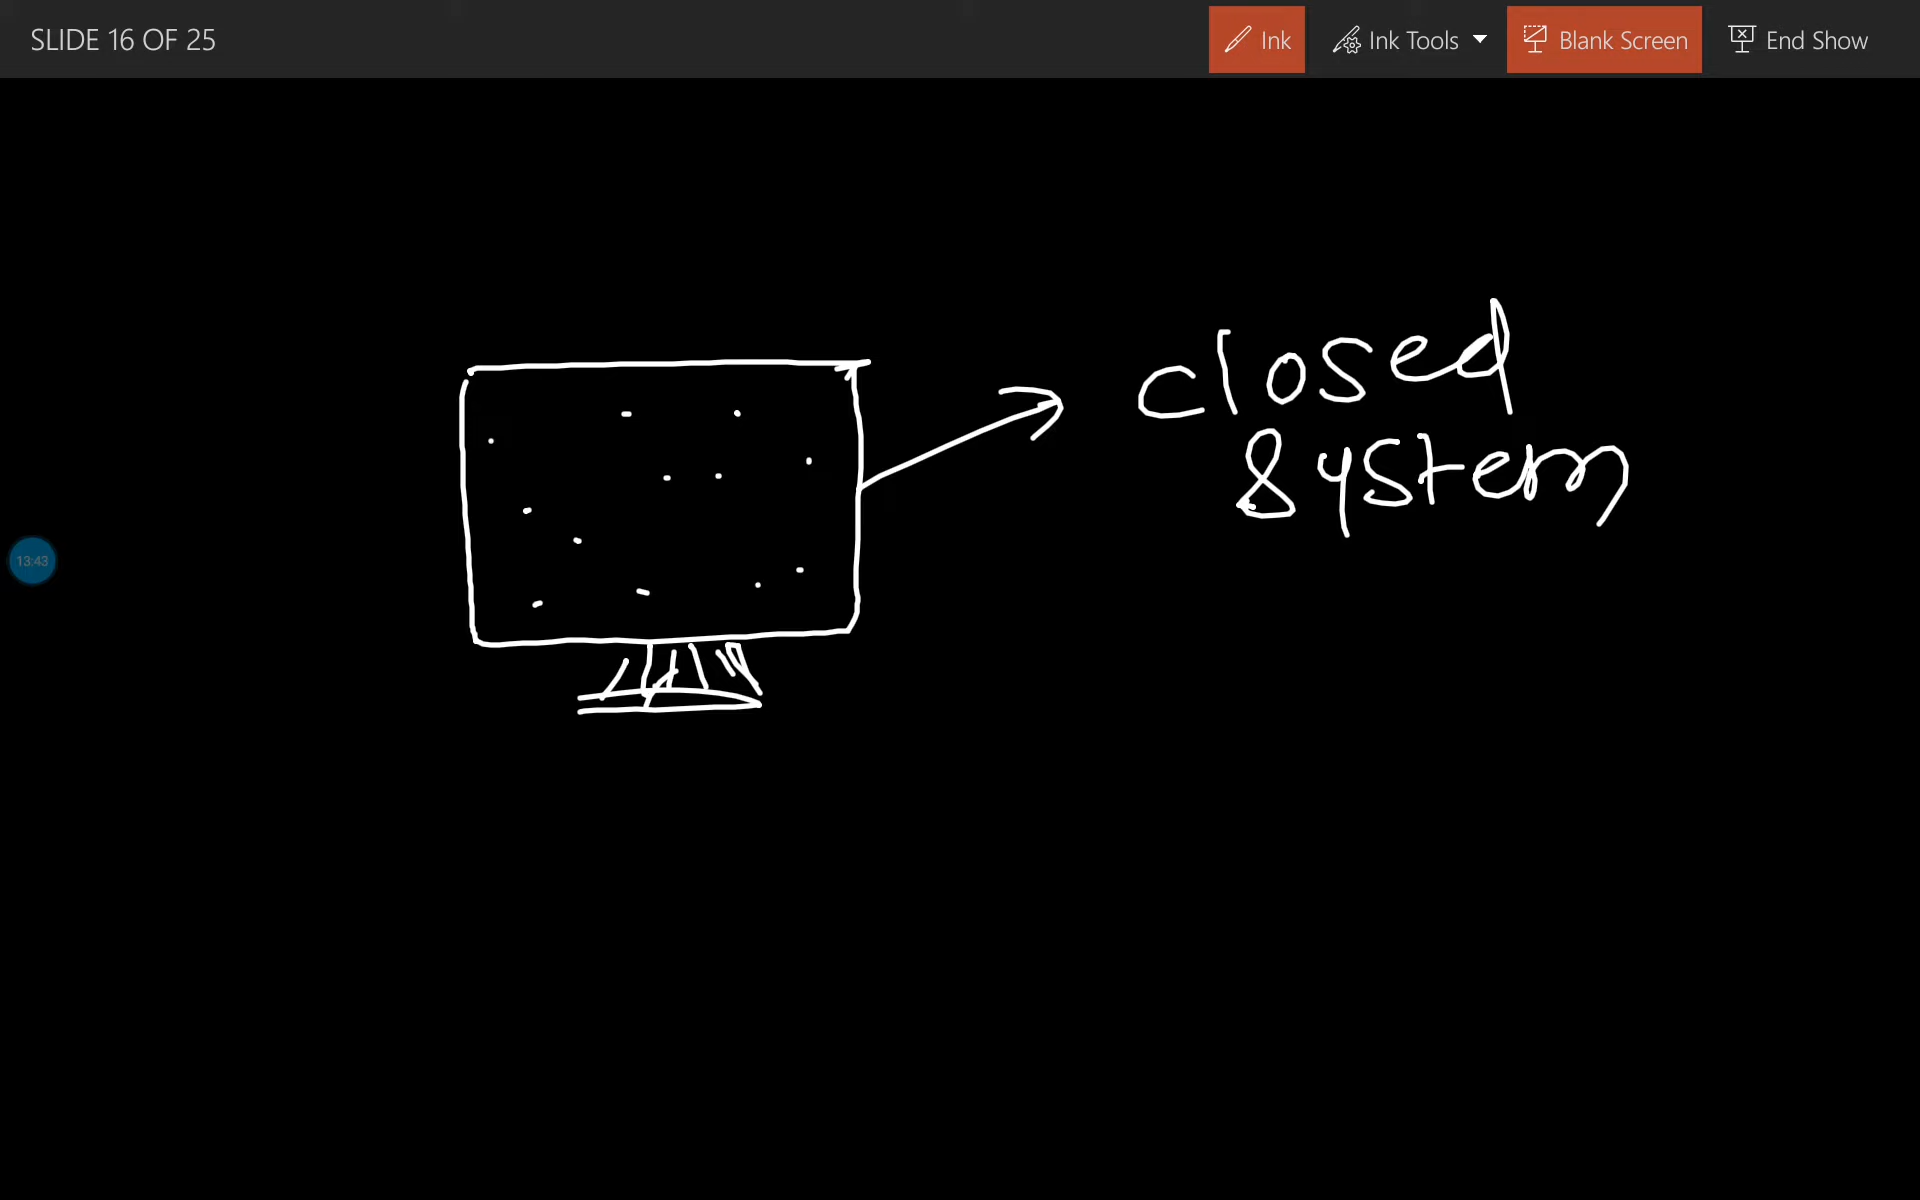 SLIDE 16 OF 25
Ink
Ink Tools
Blank Screen
End Show
closed
system
13:43